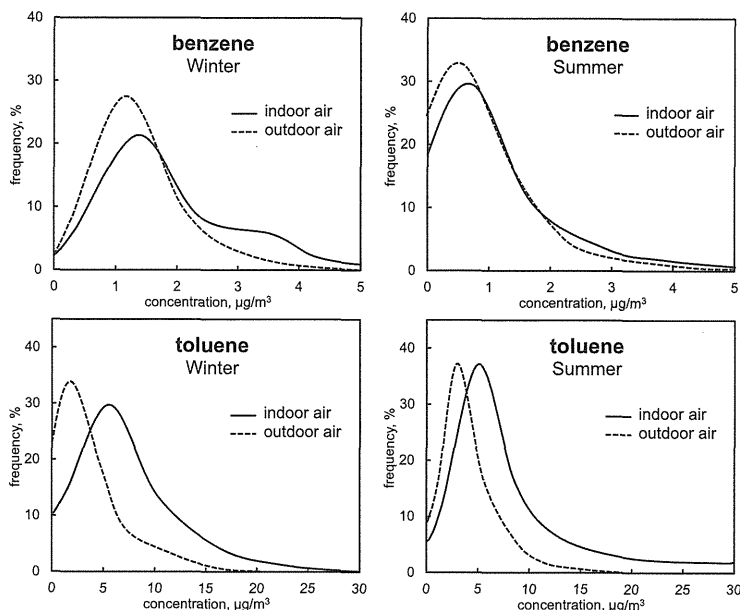 benzene
Winter
40
30
20
10
0
frequency, %
indoor air
outdoor air
0 1 2 3 4 5
concentration, µg/m³
benzene
Summer
40
30
20
10
0
frequency, %
indoor air
outdoor air
0 1 2 3 4 5
concentration, µg/m³
toluene
Winter
40
30
20
10
0
frequency, %
indoor air
outdoor air
0 5 10 15 20 25 30
concentration, µg/m³
toluene
Summer
40
30
20
10
0
frequency, %
indoor air
outdoor air
0 5 10 15 20 25 30
concentration, µg/m³